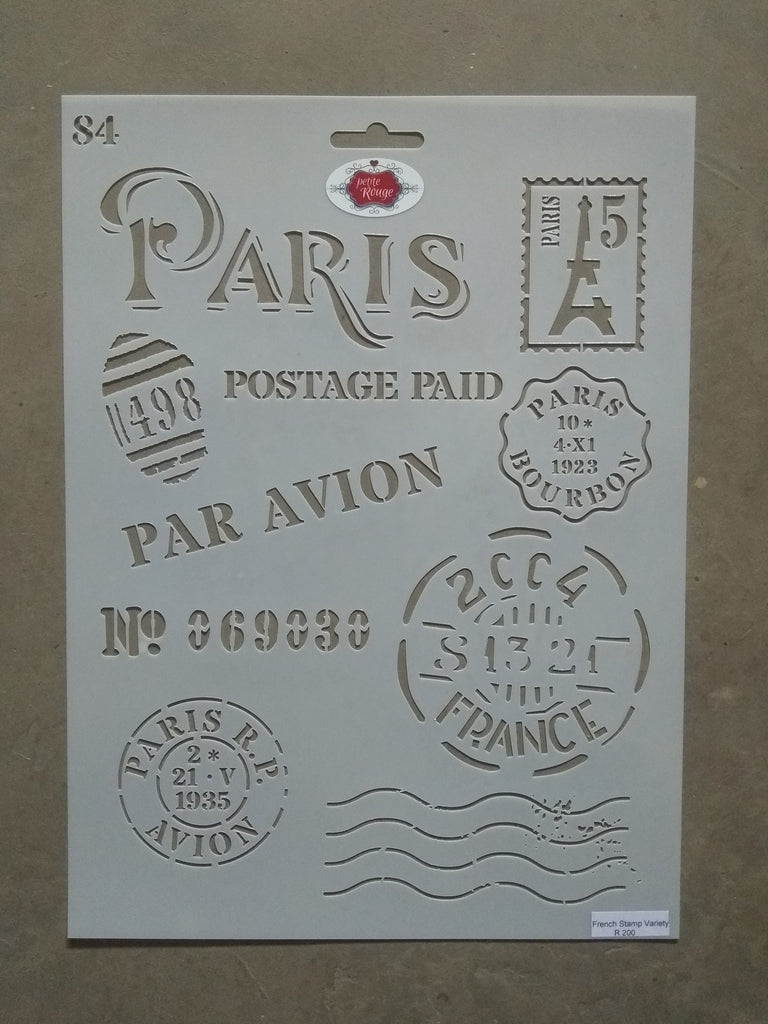 84
petite
Rouge
PARIS
PARIS
5
498
POSTAGE PAID
PARIS
10*
4·X1
1923
BOURBON
PAR AVION
2004
S 13 21
FRANCE
Nº 069030
PARIS R.P.
2*
21·V
1935
AVION
French Stamp Variety
R 200